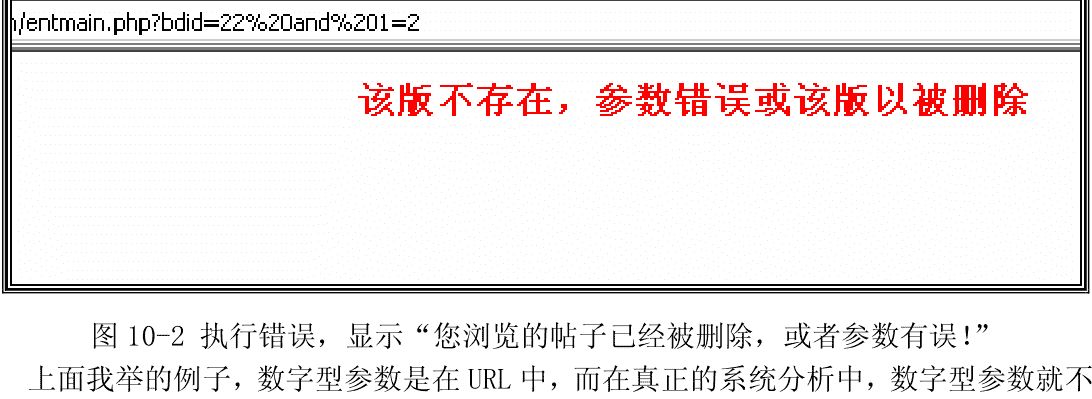 /entmain.php?bdid=22%20and%201=2
该版不存在，参数错误或该版以被删除
图 10-2 执行错误，显示“您浏览的帖子已经被删除，或者参数有误！”
上面我举的例子，数字型参数是在 URL 中，而在真正的系统分析中，数字型参数就不